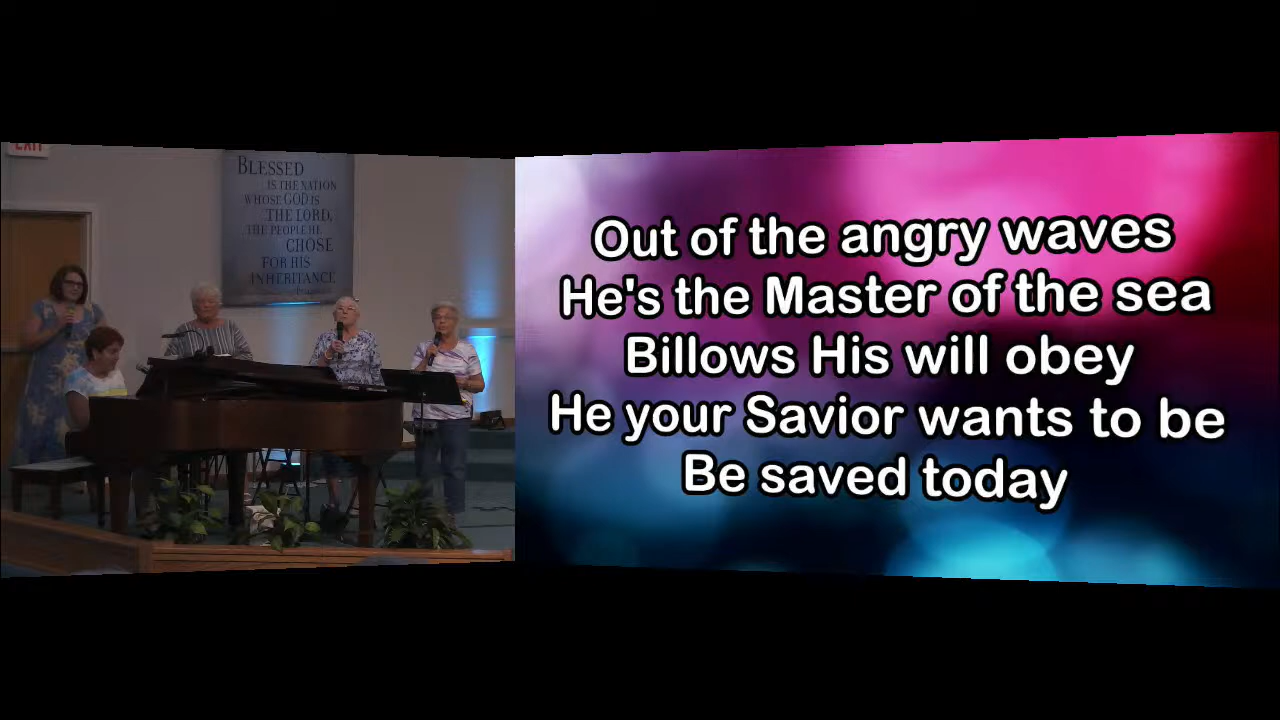 EXIT
BLESSED
IS THE NATION
WHOSE GOD IS
THE LORD,
THE PEOPLE HE
CHOSE
FOR HIS
INHERITANCE
Out of the angry waves
He's the Master of the sea
Billows His will obey
He your Savior wants to be
Be saved today